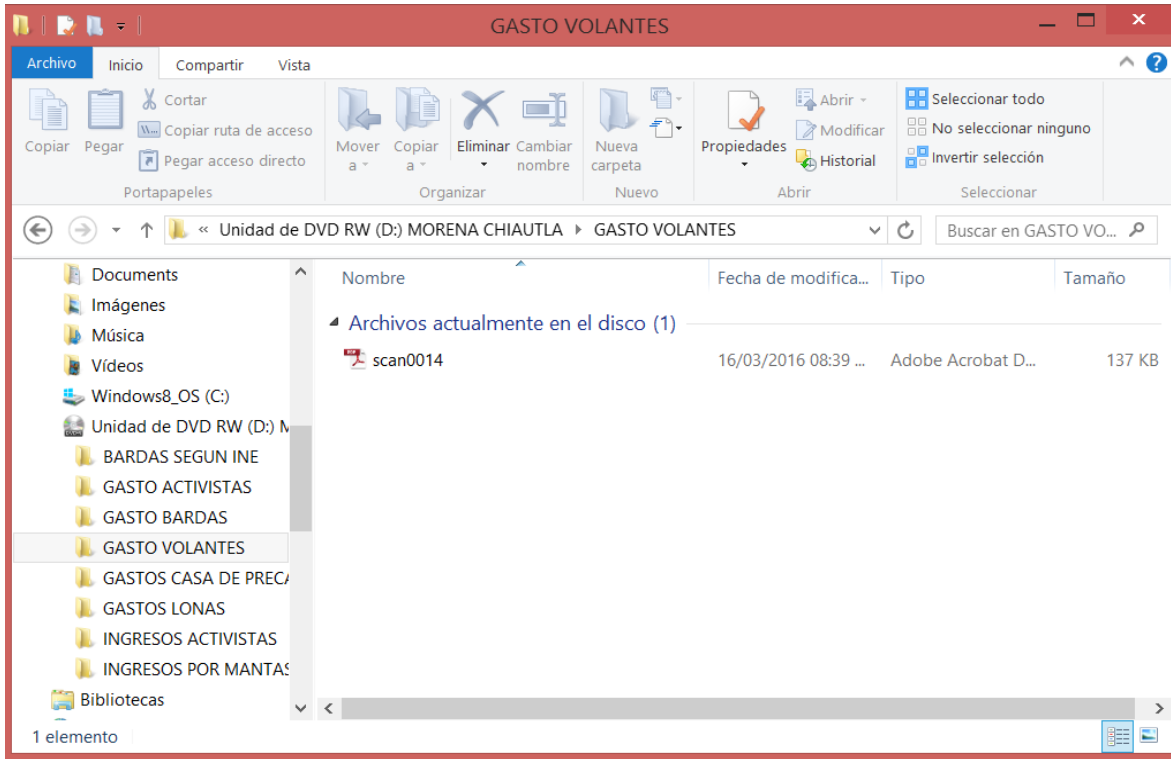 GASTO VOLANTES
Archivo Inicio Compartir Vista
Copiar
Pegar
Cortar
Copiar ruta de acceso
Pegar acceso directo
Portapapeles
Mover a
Copiar a
Eliminar
Cambiar nombre
Organizar
Nueva carpeta
Nuevo
Propiedades
Abrir
Modificar
Historial
Abrir
Seleccionar todo
No seleccionar ninguno
Invertir selección
Seleccionar
« Unidad de DVD RW (D:) MORENA CHIAUTLA GASTO VOLANTES
Buscar en GASTO VO...
Documents
Imágenes
Música
Vídeos
Windows8_OS (C:)
Unidad de DVD RW (D:) M
BARDAS SEGUN INE
GASTO ACTIVISTAS
GASTO BARDAS
GASTO VOLANTES
GASTOS CASA DE PRECA
GASTOS LONAS
INGRESOS ACTIVISTAS
INGRESOS POR MANTAS
Bibliotecas
Nombre Fecha de modifica... Tipo Tamaño
Archivos actualmente en el disco (1)
scan0014 16/03/2016 08:39 ... Adobe Acrobat D... 137 KB
1 elemento